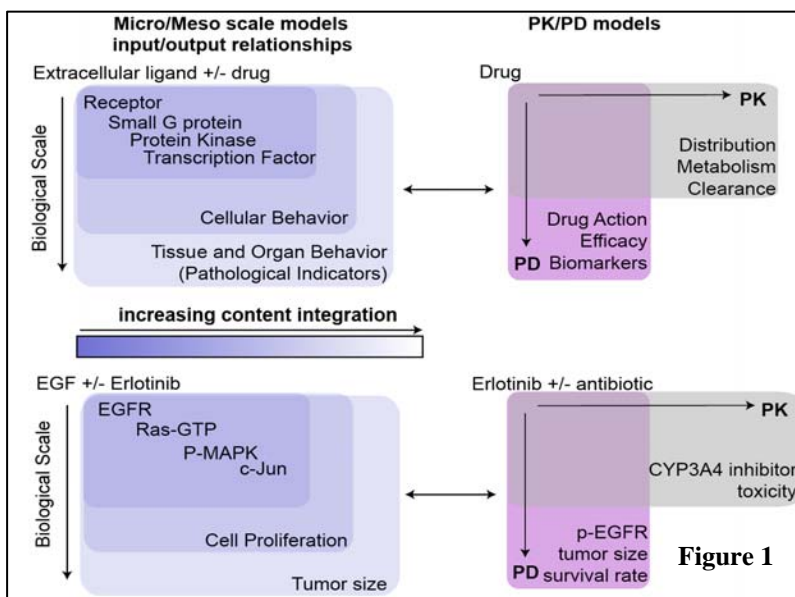 Micro/Meso scale models
input/output relationships
PK/PD models
Extracellular ligand +/- drug
Biological Scale
Receptor
Small G protein
Protein Kinase
Transcription Factor
Cellular Behavior
Tissue and Organ Behavior
(Pathological Indicators)
Drug
PK
Distribution
Metabolism
Clearance
Drug Action
Efficacy
PD Biomarkers
increasing content integration
EGF +/- Erlotinib
Biological Scale
EGFR
Ras-GTP
P-MAPK
c-Jun
Cell Proliferation
Tumor size
Erlotinib +/- antibiotic
PK
CYP3A4 inhibitor
toxicity
p-EGFR
tumor size
PD survival rate
Figure 1